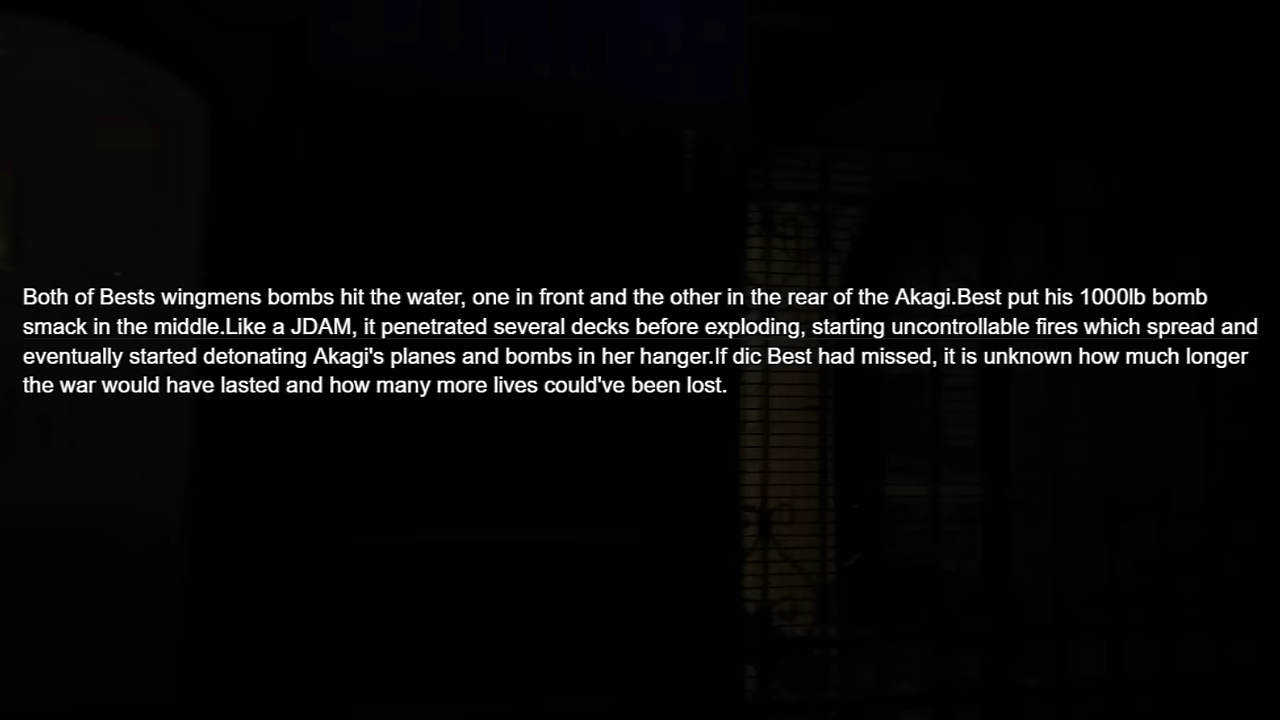 Both of Bests wingmens bombs hit the water, one in front and the other in the rear of the Akagi.Best put his 1000lb bomb
smack in the middle.Like a JDAM, it penetrated several decks before exploding, starting uncontrollable fires which spread and
eventually started detonating Akagi's planes and bombs in her hanger.If dic Best had missed, it is unknown how much longer
the war would have lasted and how many more lives could've been lost.